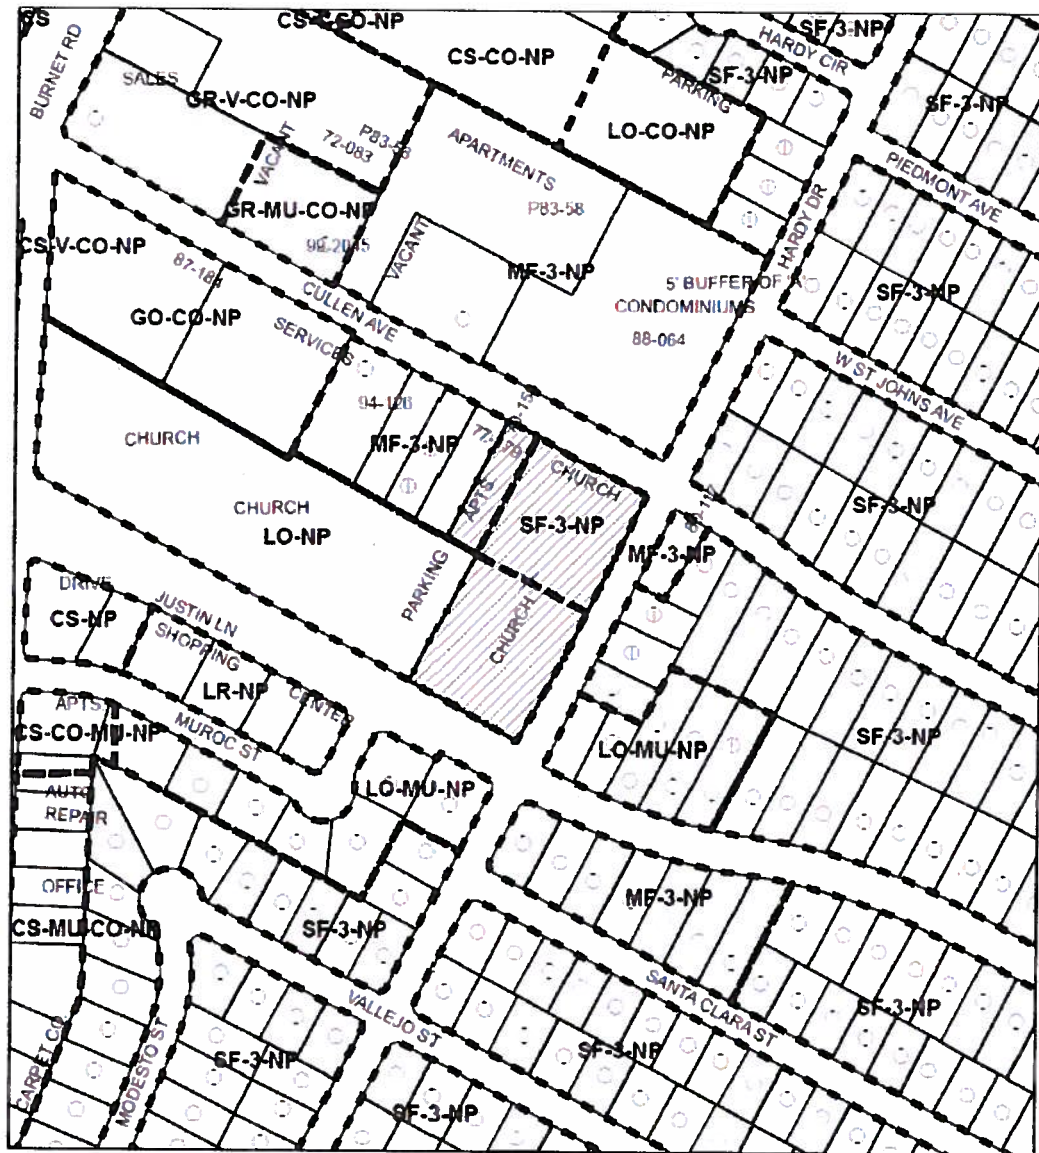 CS
CS-V-CO-NP
CS-CO-NP
SF-3-NP
HARDY CIR
BURNET RD
SALES
GR-V-CO-NP
SF-3-NP
PARKING
SF-3-NP
VACANT
P83-58
72-083
APARTMENTS
LO-CO-NP
PIEDMONT AVE
GR-MU-CO-NP
P83-58
HARDY DR
CS-V-CO-NP
99-2045
VACANT
87-184
MF-3-NP
5' BUFFER OF 'A'
CONDOMINIUMS
SF-3-NP
CULLEN AVE
GO-CO-NP
SERVICES
88-064
W ST JOHNS AVE
94-126
CHURCH
MF-3-NP
CHURCH
CHURCH
APTS
SF-3-NP
SF-3-NP
LO-NP
MF-3-NP
PARKING
CHURCH
DRIVE
CS-NP
JUSTIN LN
SHOPPING
CENTER
LR-NP
APTS
CS-CO-MU-NP
MUROC ST
LO-MU-NP
SF-3-NP
AUTO
REPAIR
LO-MU-NP
OFFICE
MF-3-NP
CS-MU-CO-NP
SF-3-NP
SANTA CLARA ST
SF-3-NP
VALLEJO ST
SF-3-NP
SF-3-NP
CARPET CO
MODESTO ST
SF-3-NP